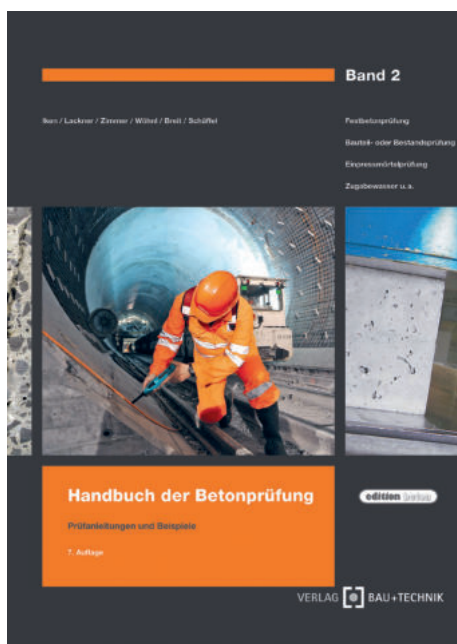 Band 2
Iken / Lackner / Zimmer / Wöhnl / Breit / Schäffel
Festbetonprüfung
Bauteil- oder Bestandsprüfung
Einpressmörtelprüfung
Zugabewasser u. a.
Handbuch der Betonprüfung
edition beton
Prüfanleitungen und Beispiele
7. Auflage
VERLAG BAU+TECHNIK